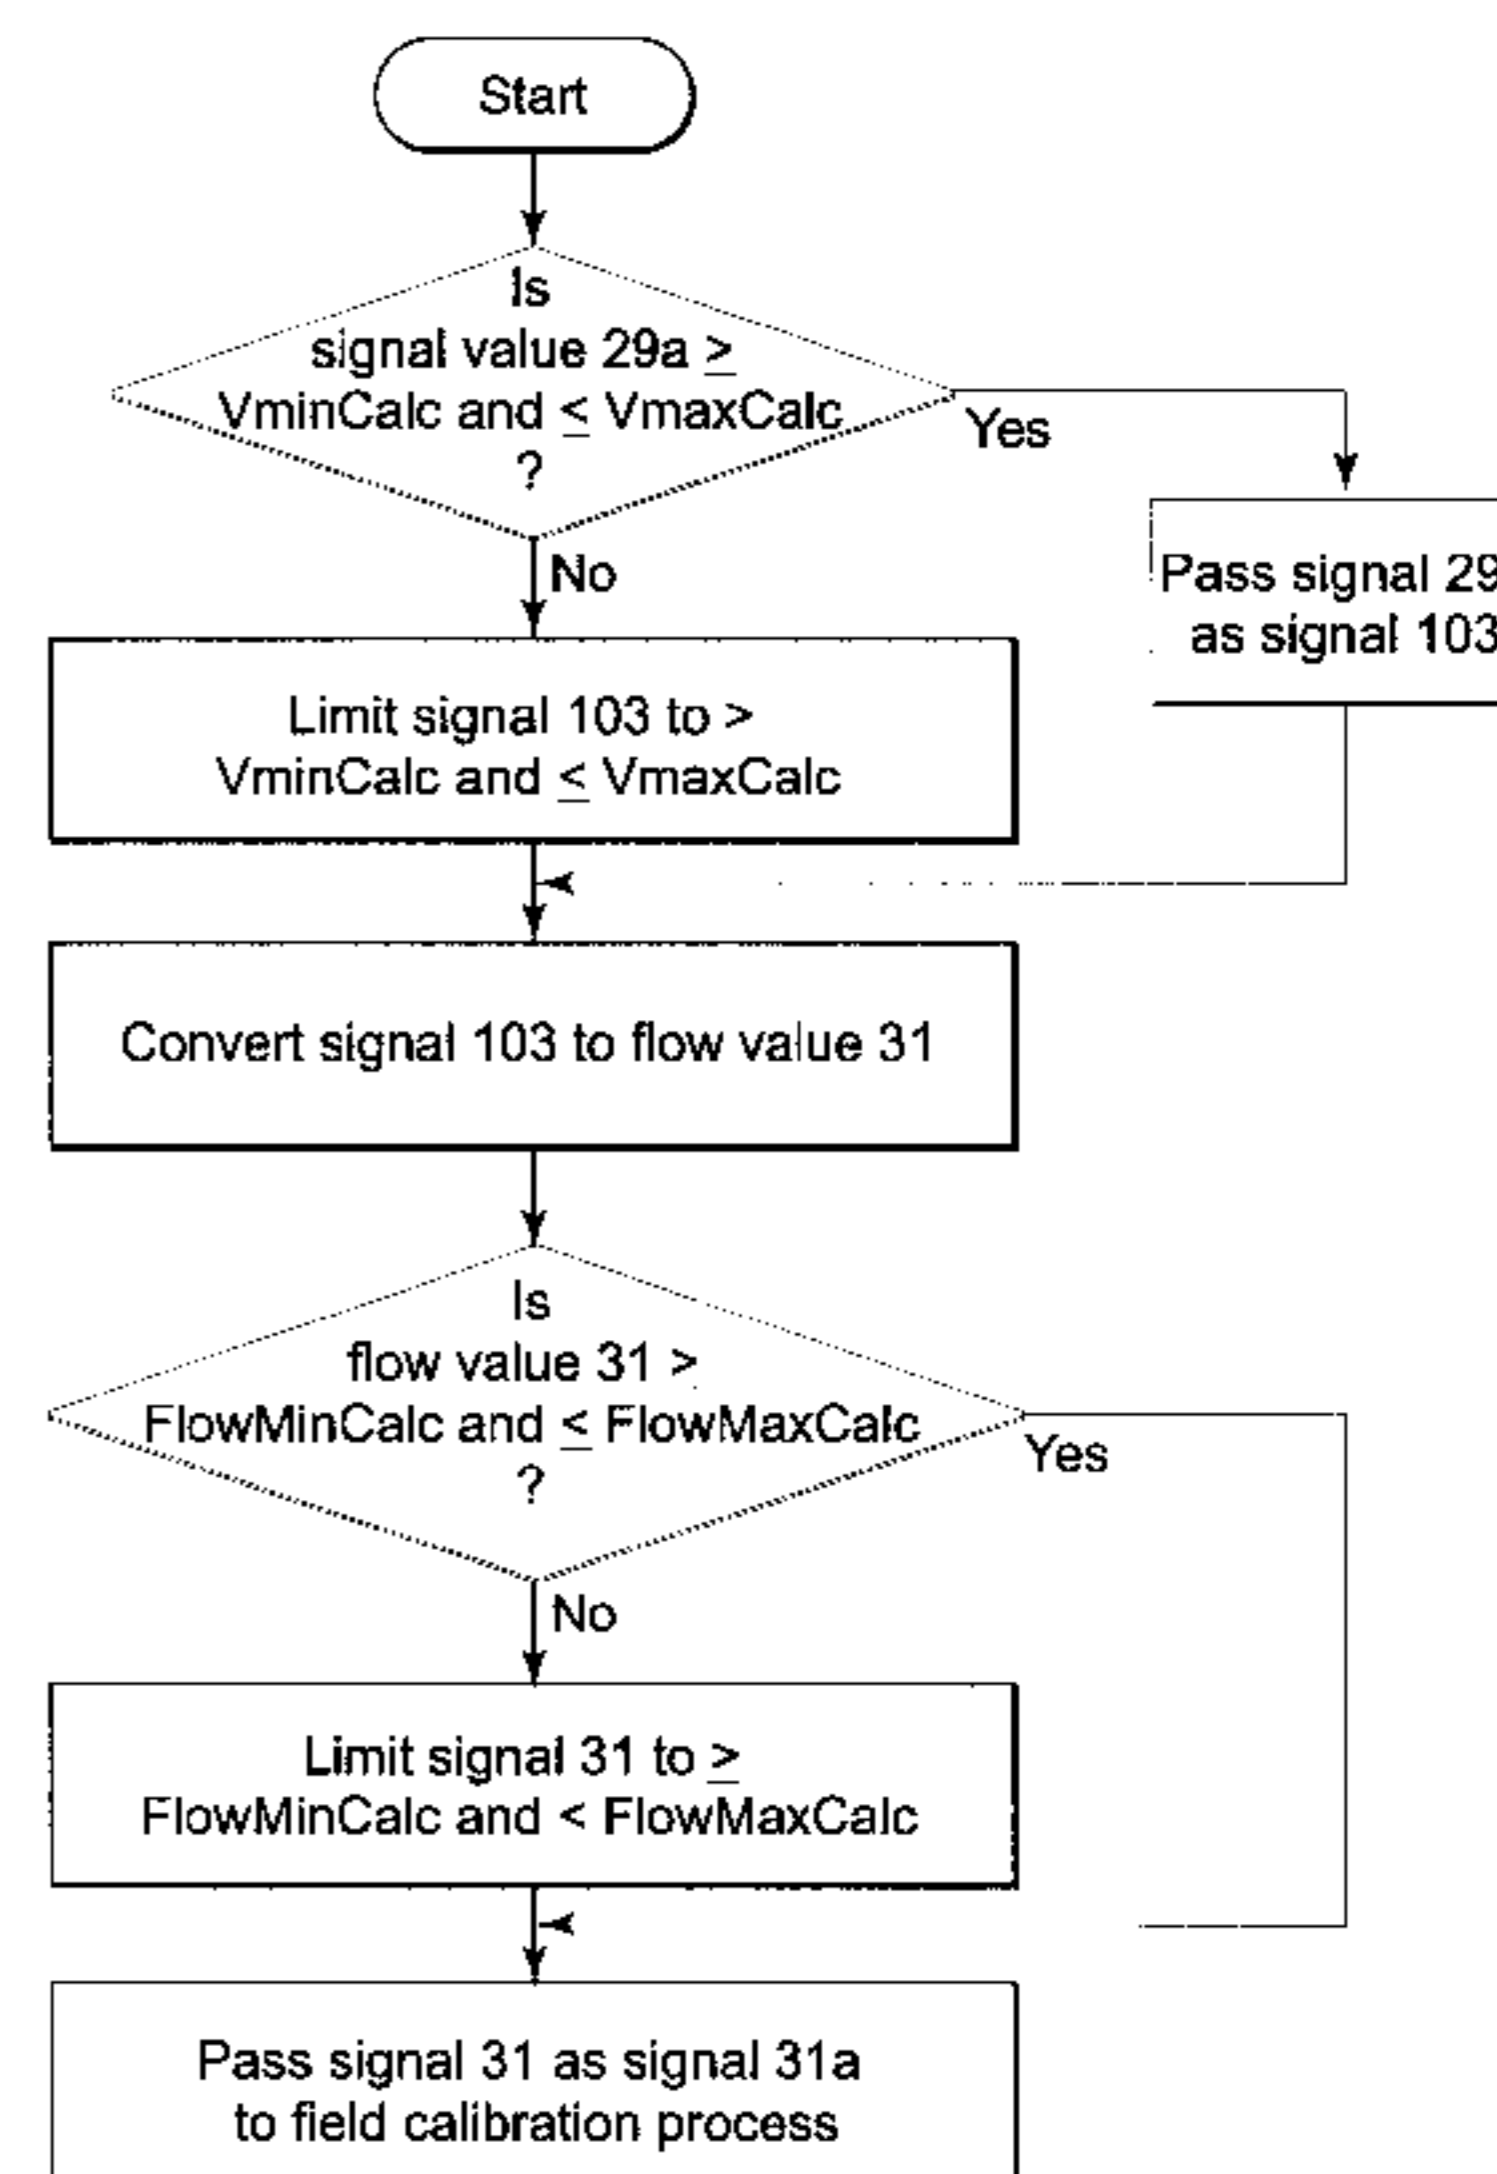 Start
Is
signal value 29a ≥
VminCalc and ≤ VmaxCalc
?
Yes
Pass signal 29
as signal 103
No
Limit signal 103 to >
VminCalc and ≤ VmaxCalc
Convert signal 103 to flow value 31
Is
flow value 31 >
FlowMinCalc and ≤ FlowMaxCalc
?
Yes
No
Limit signal 31 to ≥
FlowMinCalc and < FlowMaxCalc
Pass signal 31 as signal 31a
to field calibration process